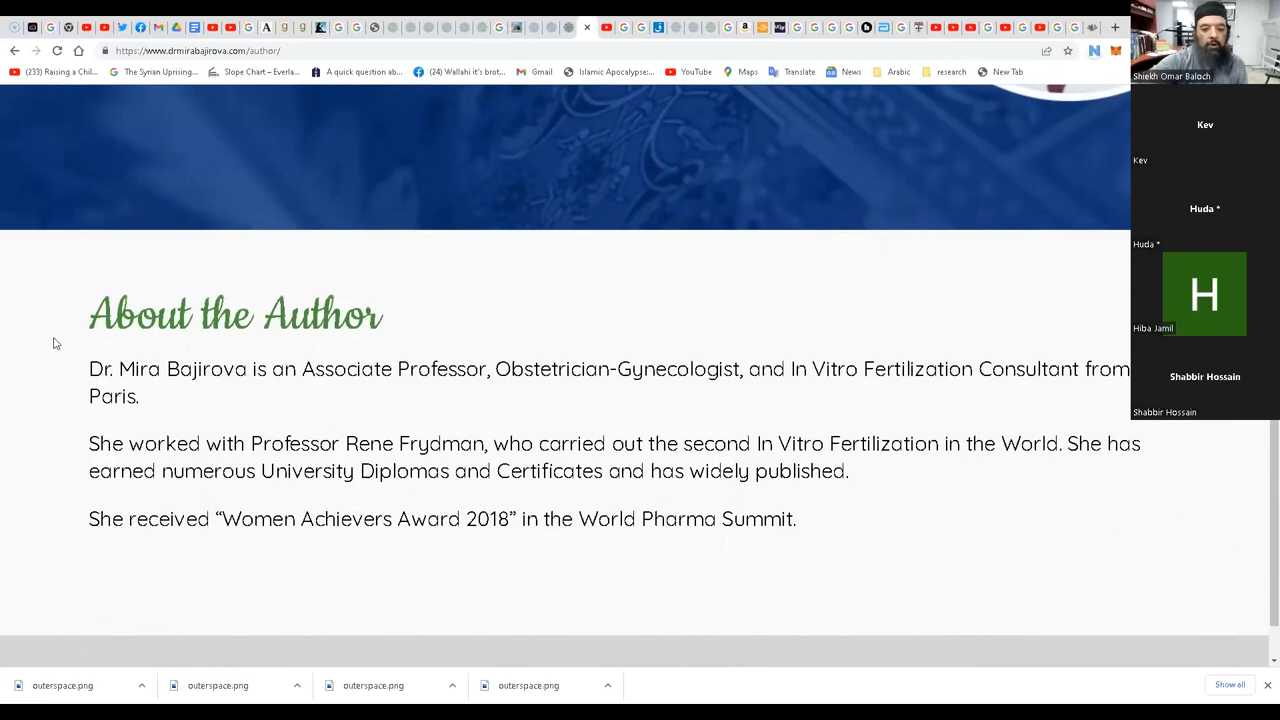 https://www.drmirabajirova.com/author/
(233) Raising a Chil...
The Syrian Uprising...
Slope Chart – Everla...
A quick question ab...
(24) Wallahi it's brot...
Gmail
Islamic Apocalypse:...
YouTube
Maps
Translate
News
Arabic
research
New Tab
Shiekh Omar Baloch
Kev
Kev
Huda *
Huda *
H
Hiba Jamil
Shabbir Hossain
Shabbir Hossain
About the Author
Dr. Mira Bajirova is an Associate Professor, Obstetrician-Gynecologist, and In Vitro Fertilization Consultant from
Paris.
She worked with Professor Rene Frydman, who carried out the second In Vitro Fertilization in the World. She has
earned numerous University Diplomas and Certificates and has widely published.
She received “Women Achievers Award 2018” in the World Pharma Summit.
outerspace.png
outerspace.png
outerspace.png
outerspace.png
Show all